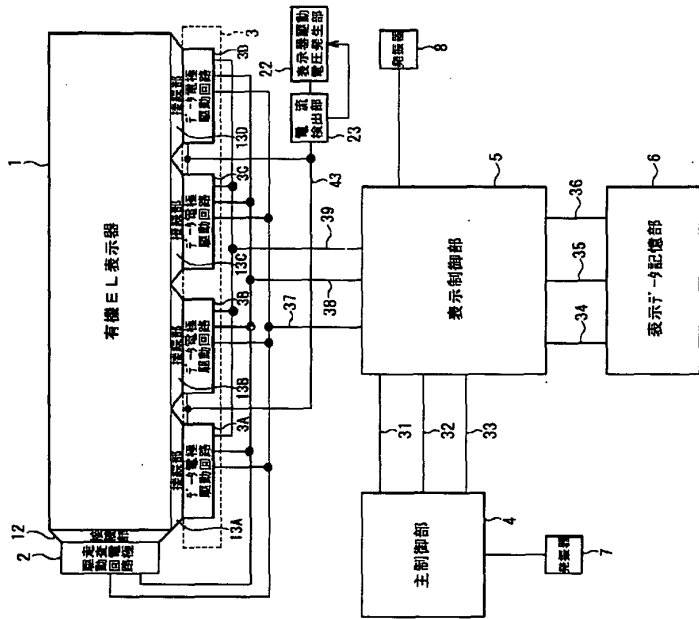 1
有機EL表示器
12
2
走査電極
駆動回路
接続部
接続部
データ電極
駆動回路
3A
13A
接続部
データ電極
駆動回路
3B
13B
接続部
データ電極
駆動回路
3C
13C
接続部
データ電極
駆動回路
3D
13D
3
22
表示器駆動
電圧発生部
電流
検出部
23
43
発振器
8
37
38
39
5
表示制御部
31
32
33
4
主制御部
発振器
7
34
35
36
6
表示データ記憶部